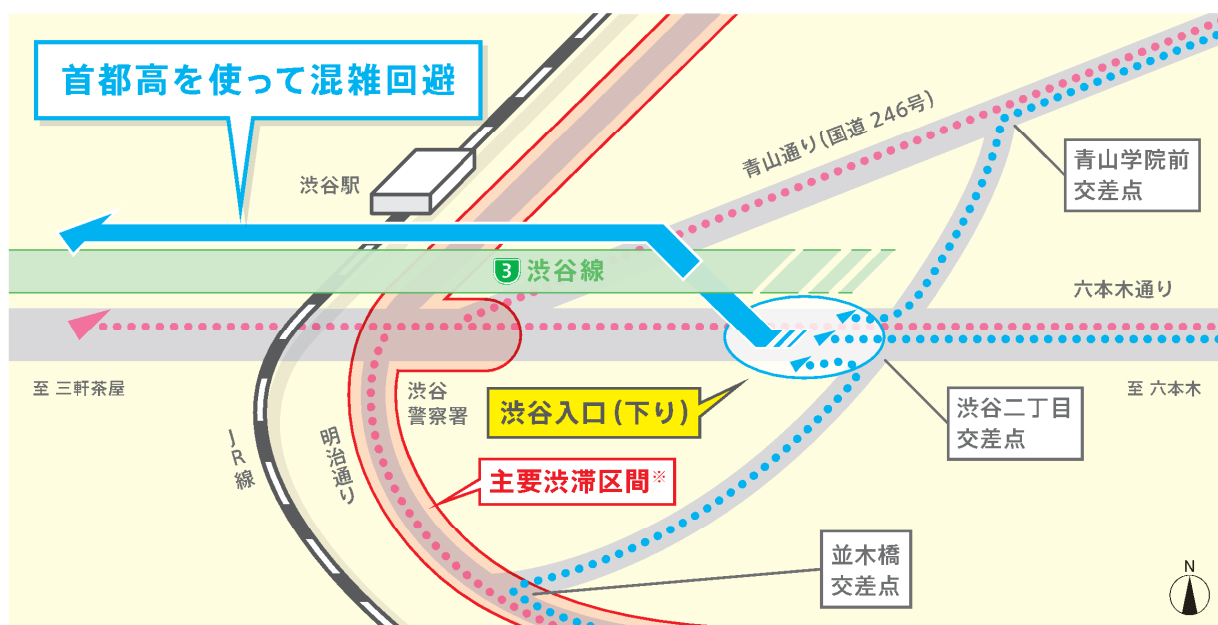 首都高を使って混雑回避
渋谷駅
青山通り(国道 246号)
青山学院前
交差点
3 渋谷線
六本木通り
至 三軒茶屋
渋谷
警察署
渋谷入口(下り)
至 六本木
渋谷二丁目
交差点
JR線
明治通り
主要渋滞区間※
並木橋
交差点
N